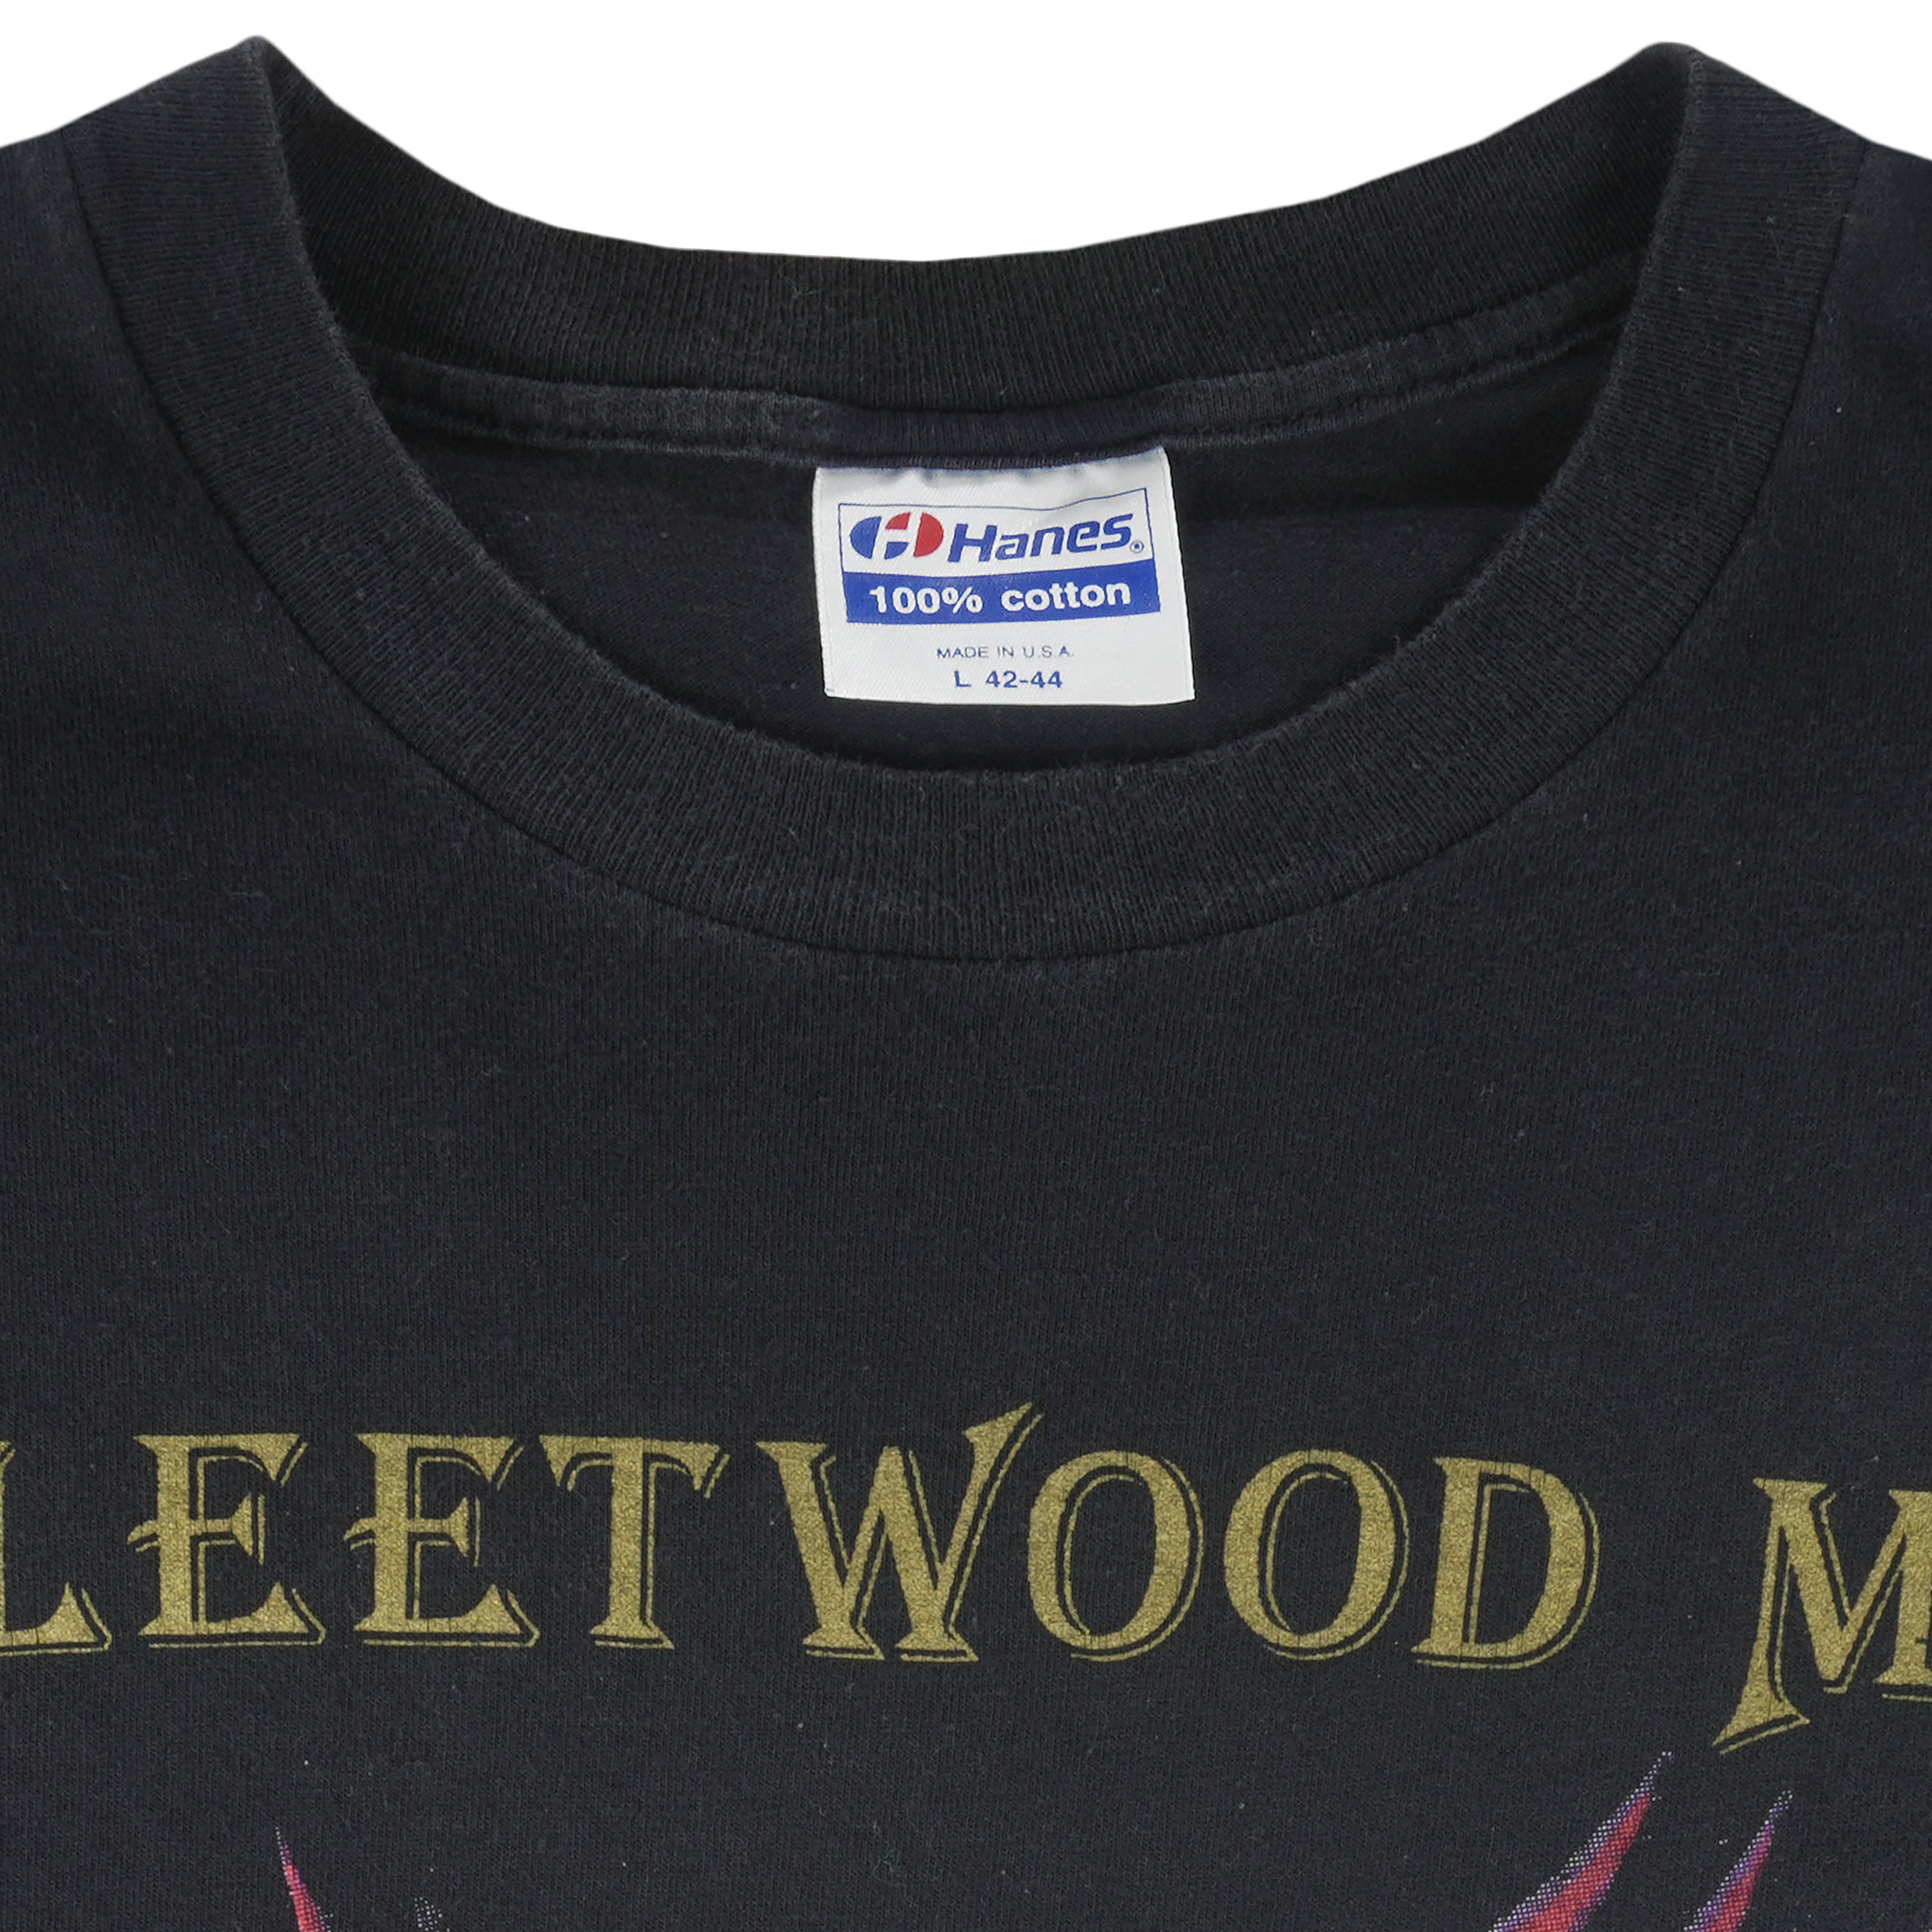 Hanes®
100% cotton
MADE IN U.S.A.
L 42-44
LEETWOOD M